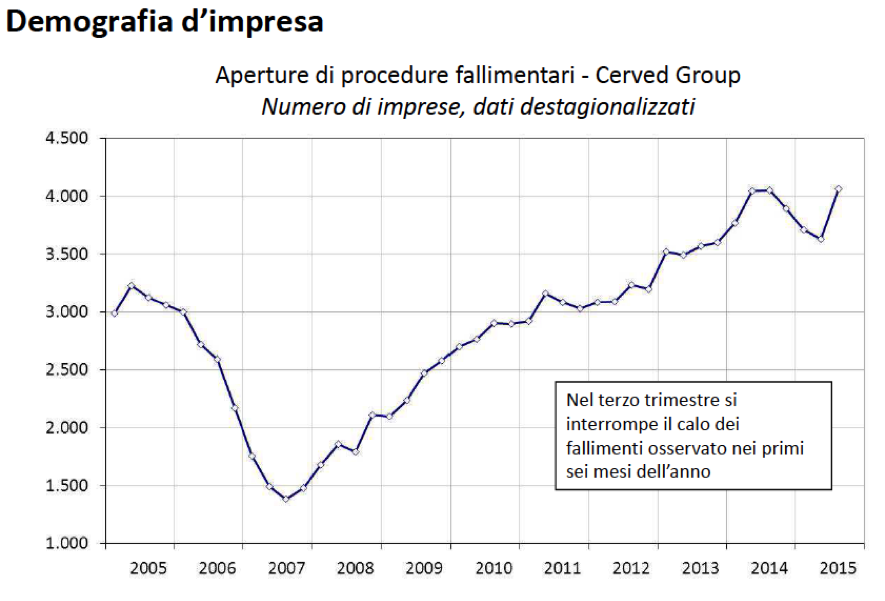 Demografia d’impresa
Aperture di procedure fallimentari - Cerved Group
Numero di imprese, dati destagionalizzati
4.500
4.000
3.500
3.000
2.500
2.000
1.500
1.000
Nel terzo trimestre si
interrompe il calo dei
fallimenti osservato nei primi
sei mesi dell’anno
2005 2006 2007 2008 2009 2010 2011 2012 2013 2014 2015